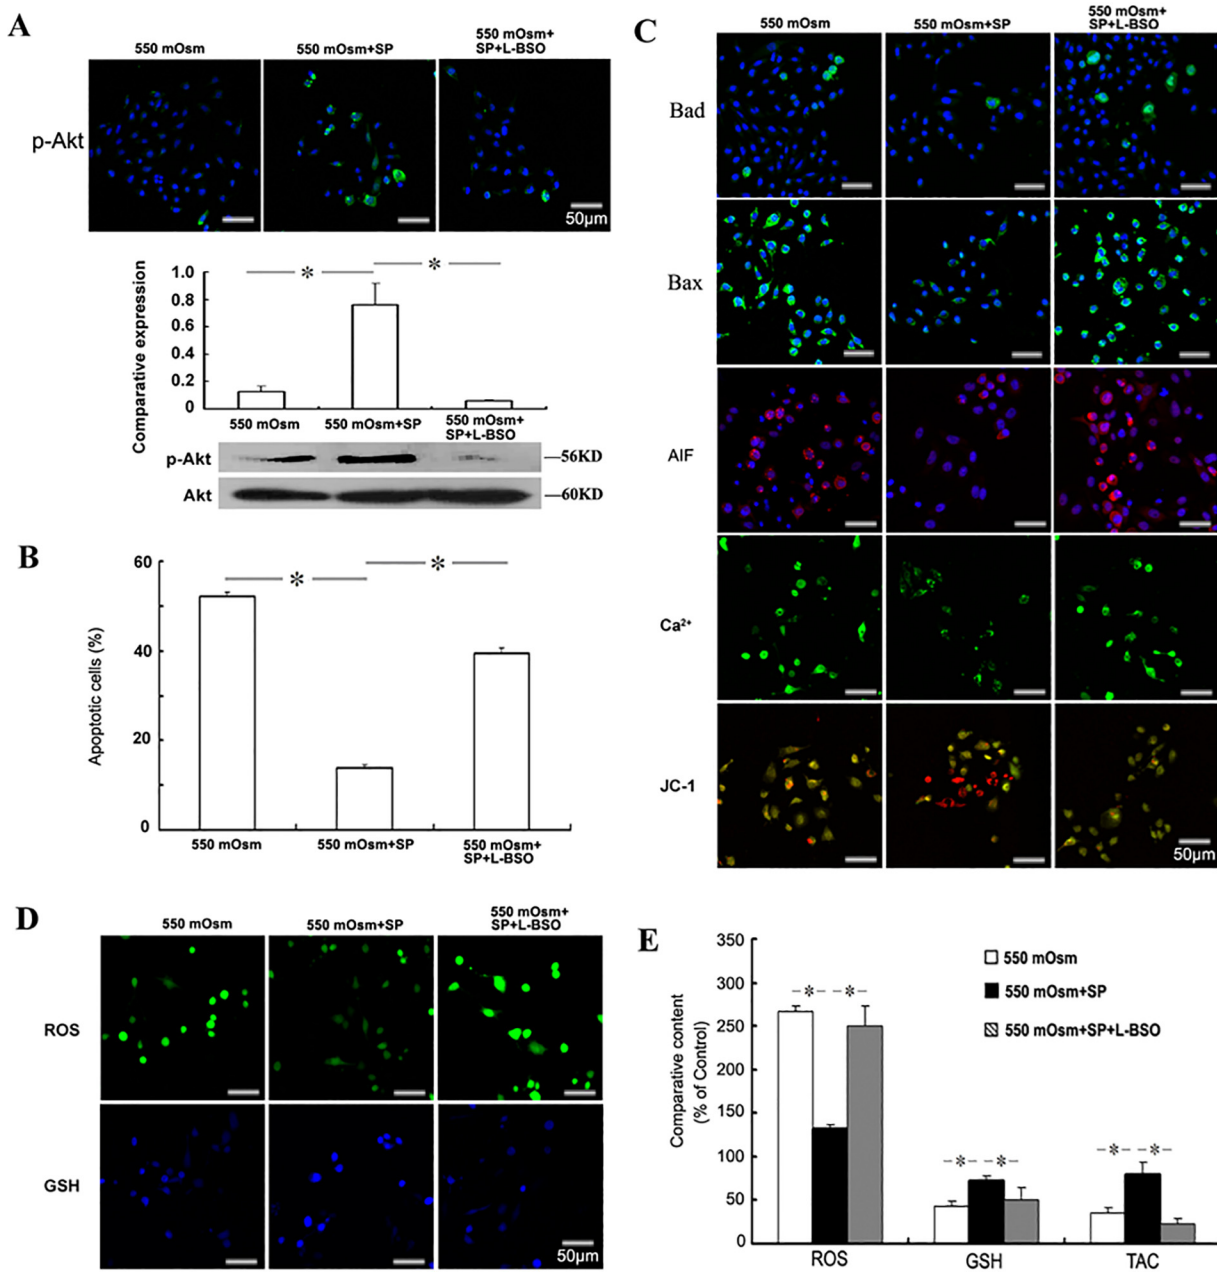 A
550 mOsm
550 mOsm+SP
550 mOsm+
SP+L-BSO
p-Akt
50µm
Comparative expression
1.0
0.8
0.6
0.4
0.2
0
*
*
550 mOsm
550 mOsm+SP
550 mOsm+
SP+L-BSO
p-Akt
—56KD
Akt
—60KD
B
Apoptotic cells (%)
60
40
20
0
*
*
550 mOsm
550 mOsm+SP
550 mOsm+
SP+L-BSO
C
550 mOsm
550 mOsm+SP
550 mOsm+
SP+L-BSO
Bad
Bax
AIF
Ca²⁺
JC-1
50µm
D
550 mOsm
550 mOsm+SP
550 mOsm+
SP+L-BSO
ROS
GSH
50µm
E
Comparative content
(% of Control)
350
300
250
200
150
100
50
0
550 mOsm
550 mOsm+SP
550 mOsm+SP+L-BSO
* *
* *
* *
ROS
GSH
TAC